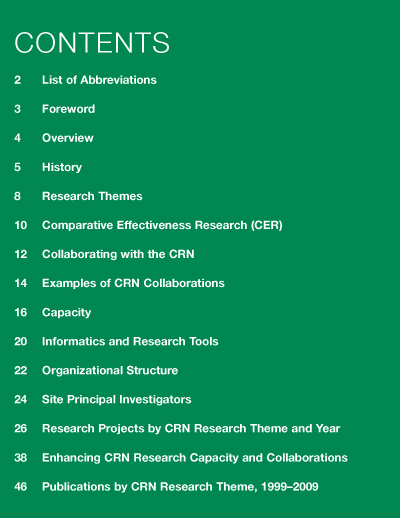 CONTENTS
2 List of Abbreviations
3 Foreword
4 Overview
5 History
8 Research Themes
10 Comparative Effectiveness Research (CER)
12 Collaborating with the CRN
14 Examples of CRN Collaborations
16 Capacity
20 Informatics and Research Tools
22 Organizational Structure
24 Site Principal Investigators
26 Research Projects by CRN Research Theme and Year
38 Enhancing CRN Research Capacity and Collaborations
46 Publications by CRN Research Theme, 1999–2009